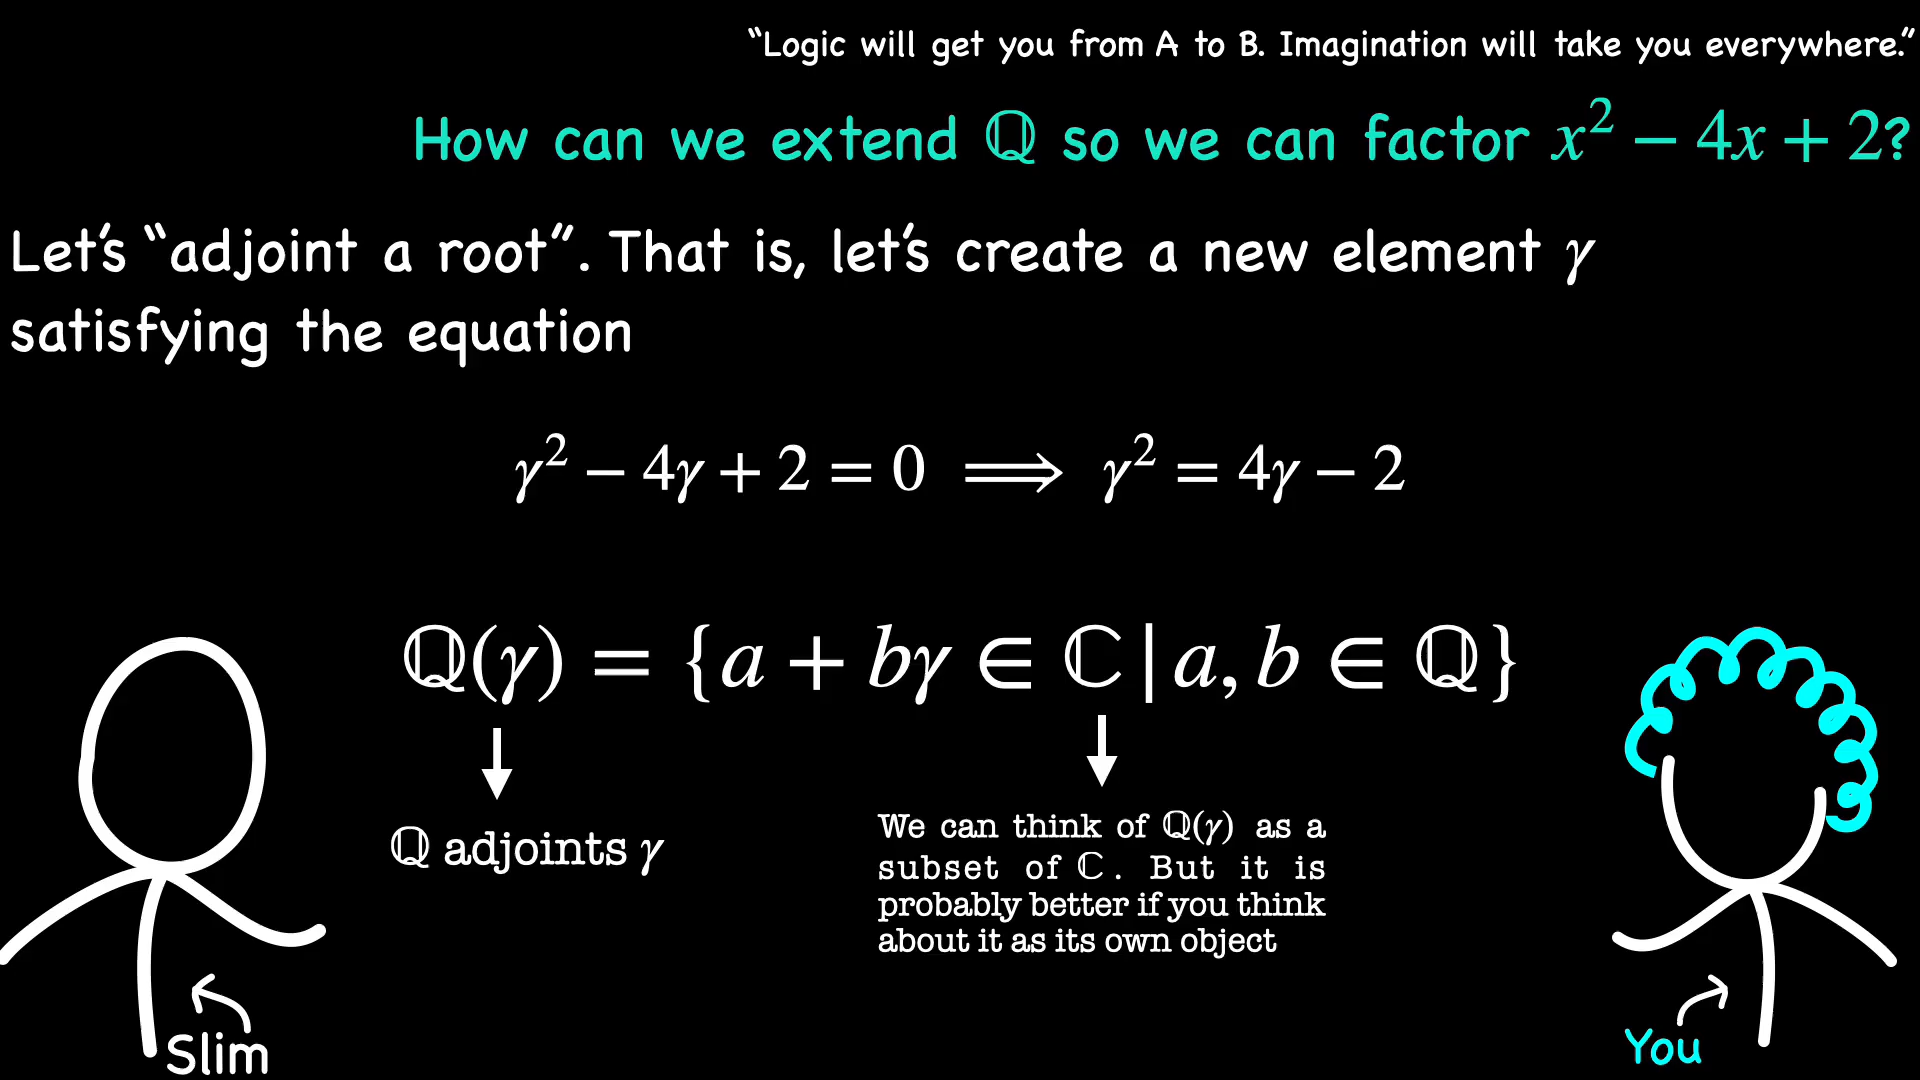 “Logic will get you from A to B. Imagination will take you everywhere.”
How can we extend ℚ so we can factor x² − 4x + 2?
Let’s “adjoint a root”. That is, let’s create a new element γ
satisfying the equation
γ² − 4γ + 2 = 0 ⟹ γ² = 4γ − 2
ℚ(γ) = {a + bγ ∈ ℂ | a, b ∈ ℚ}
ℚ adjoints γ
We can think of ℚ(γ) as a
subset of ℂ. But it is
probably better if you think
about it as its own object
Slim
You